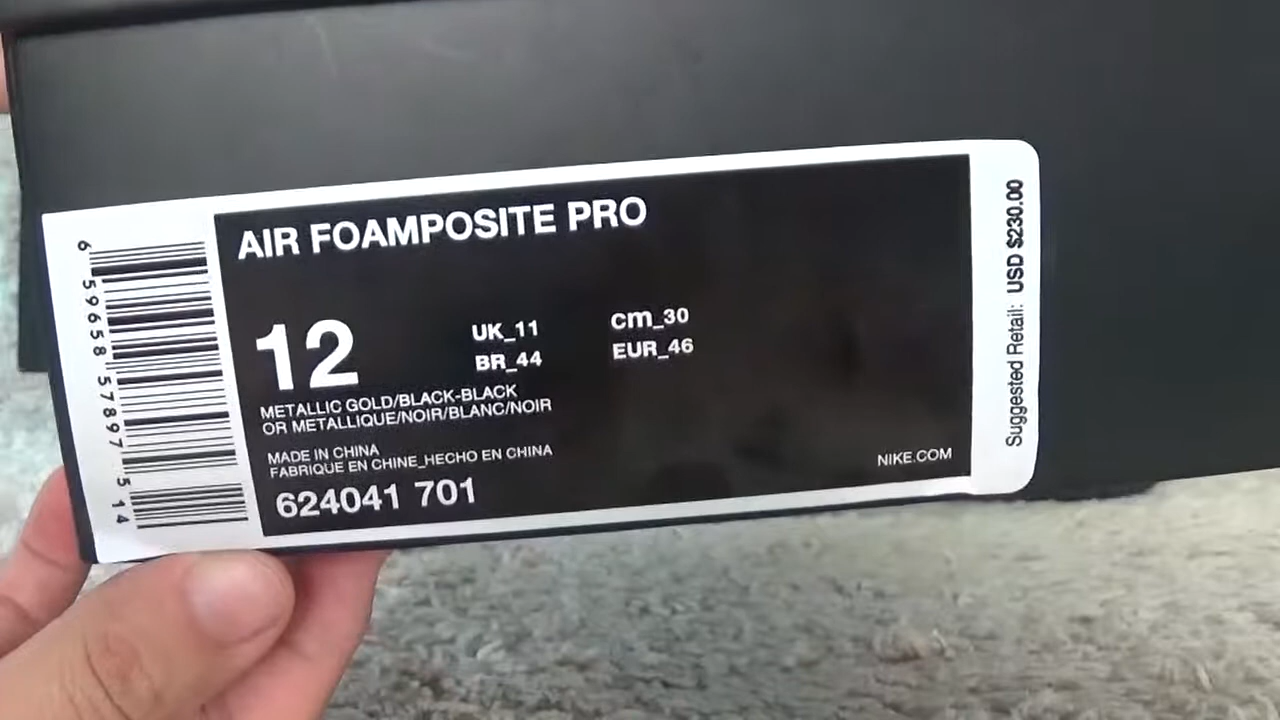 AIR FOAMPOSITE PRO
12
UK_11
cm_30
BR_44
EUR_46
METALLIC GOLD/BLACK-BLACK
OR METALLIQUE/NOIR/BLANC/NOIR
MADE IN CHINA
FABRIQUE EN CHINE_HECHO EN CHINA
624041 701
NIKE.COM
Suggested Retail: USD $230.00
6 59658 57897 5 14